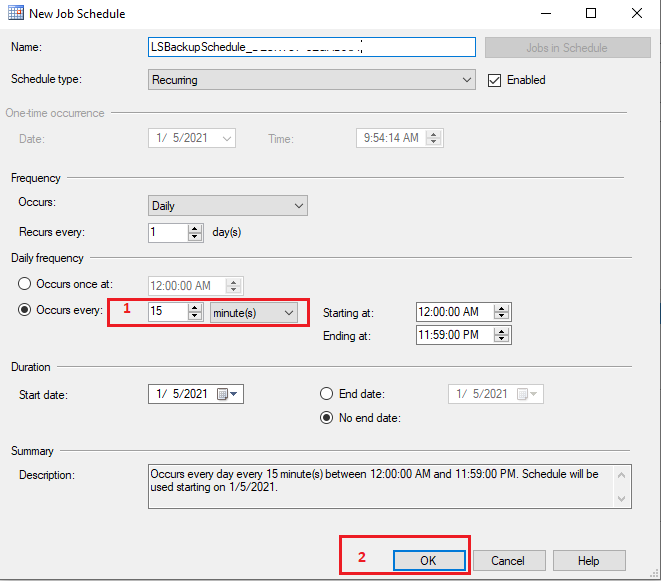 New Job Schedule
Name: LSBackupSchedule_ Jobs in Schedule
Schedule type: Recurring Enabled
One-time occurrence
Date: 1/ 5/2021 Time: 9:54:14 AM
Frequency
Occurs: Daily
Recurs every: 1 day(s)
Daily frequency
Occurs once at: 12:00:00 AM
Occurs every: 1 15 minute(s) Starting at: 12:00:00 AM
Ending at: 11:59:00 PM
Duration
Start date: 1/ 5/2021 End date: 1/ 5/2021
No end date:
Summary
Description: Occurs every day every 15 minute(s) between 12:00:00 AM and 11:59:00 PM. Schedule will be
used starting on 1/5/2021.
2 OK Cancel Help